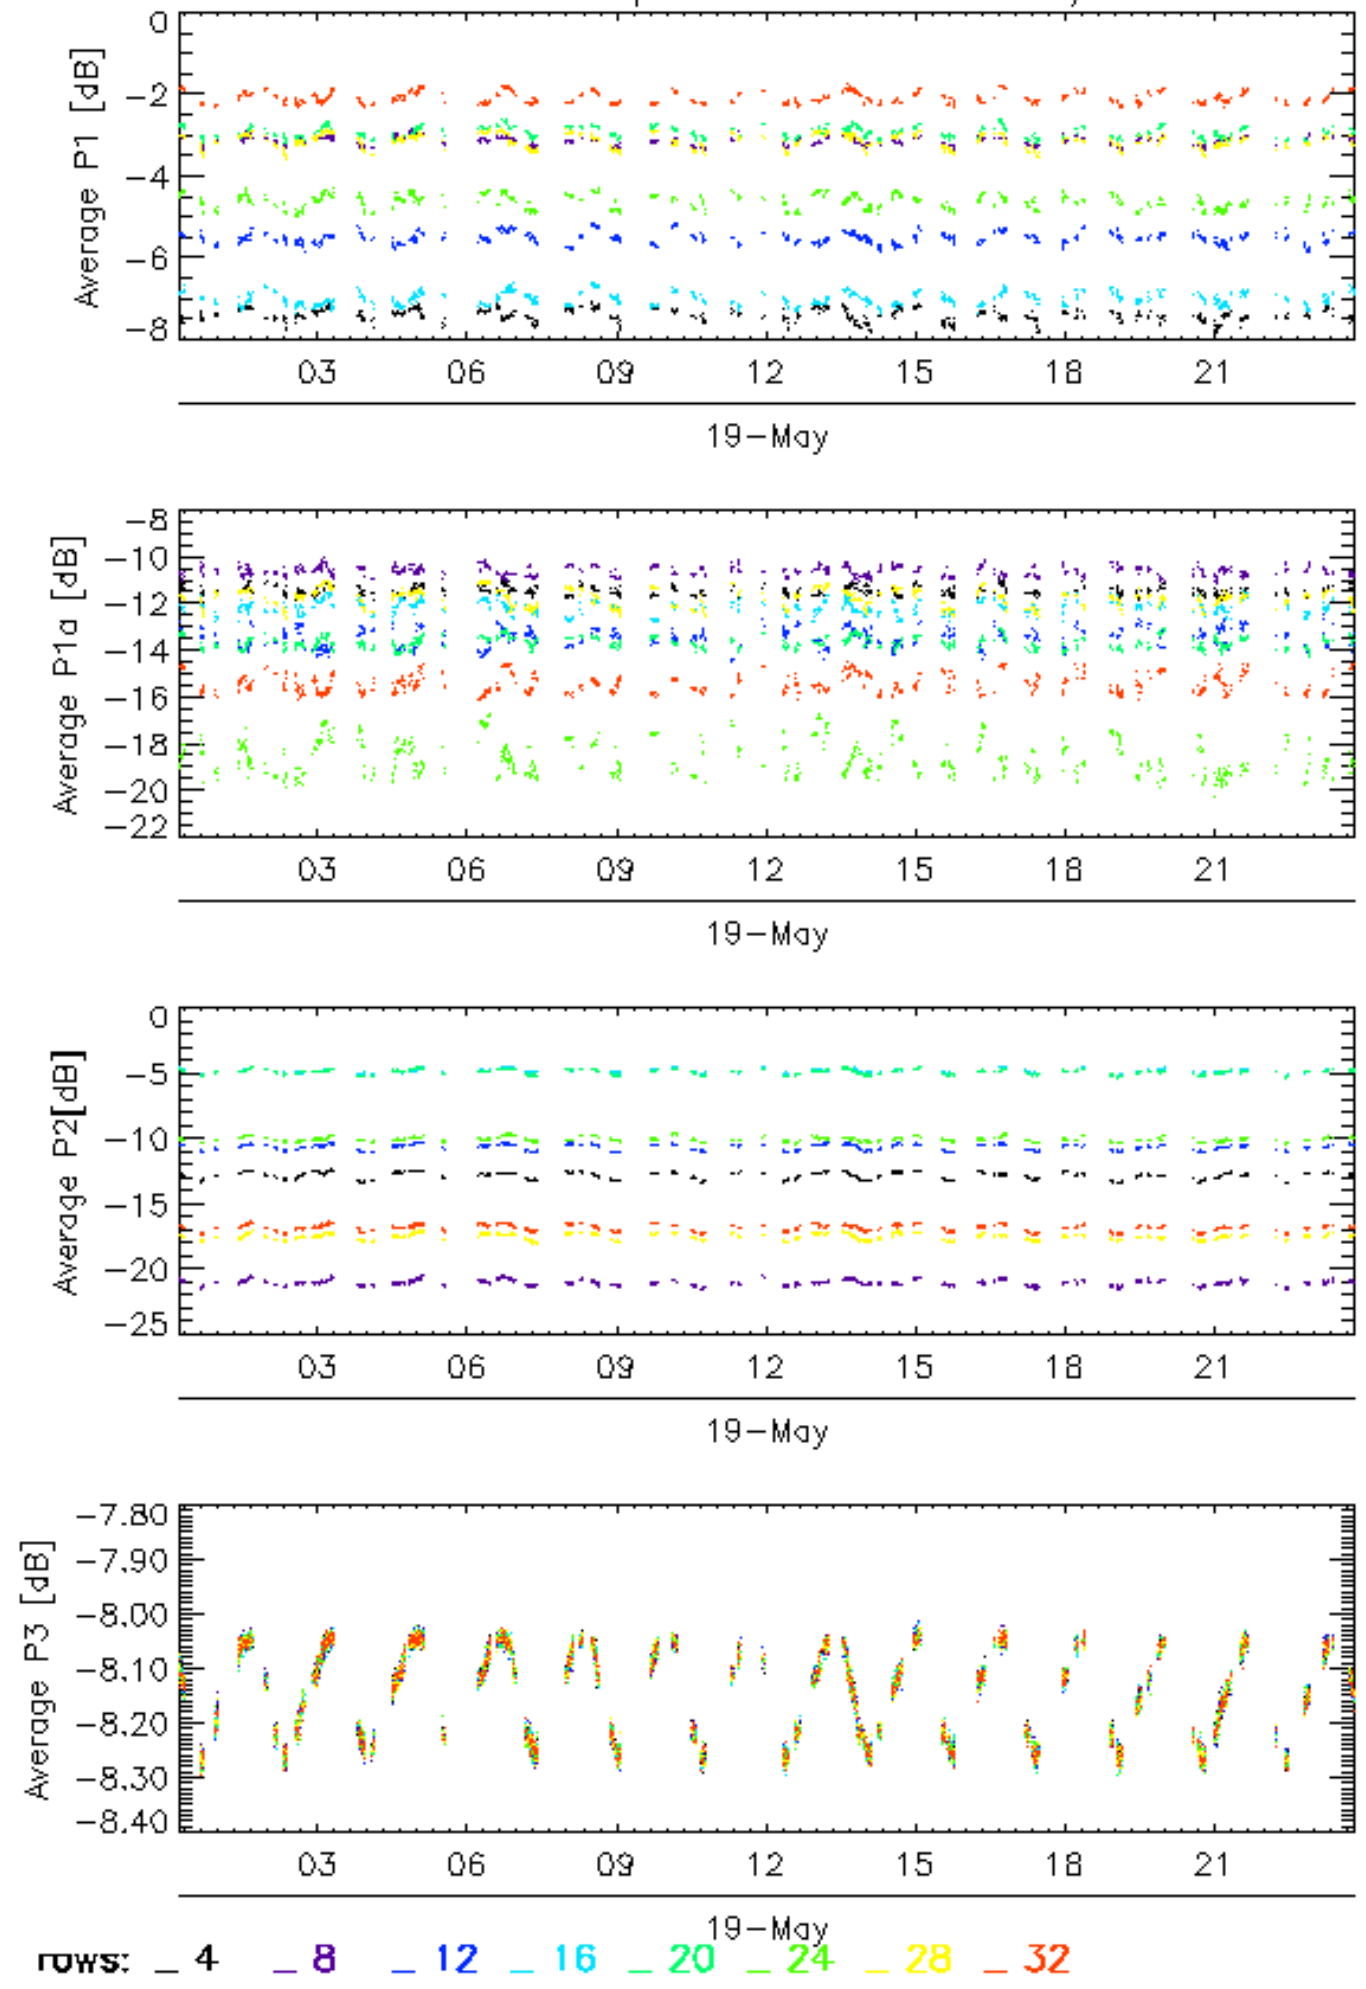 Average P1 [dB]
0
−2
−4
−6
−8
03 06 09 12 15 18 21
19−May
Average P1a [dB]
−8
−10
−12
−14
−16
−18
−20
−22
03 06 09 12 15 18 21
19−May
Average P2[dB]
0
−5
−10
−15
−20
−25
03 06 09 12 15 18 21
19−May
Average P3 [dB]
−7.80
−7.90
−8.00
−8.10
−8.20
−8.30
−8.40
03 06 09 12 15 18 21
19−May
rows: _ 4 _ 8 _ 12 _ 16 _ 20 _ 24 _ 28 _ 32